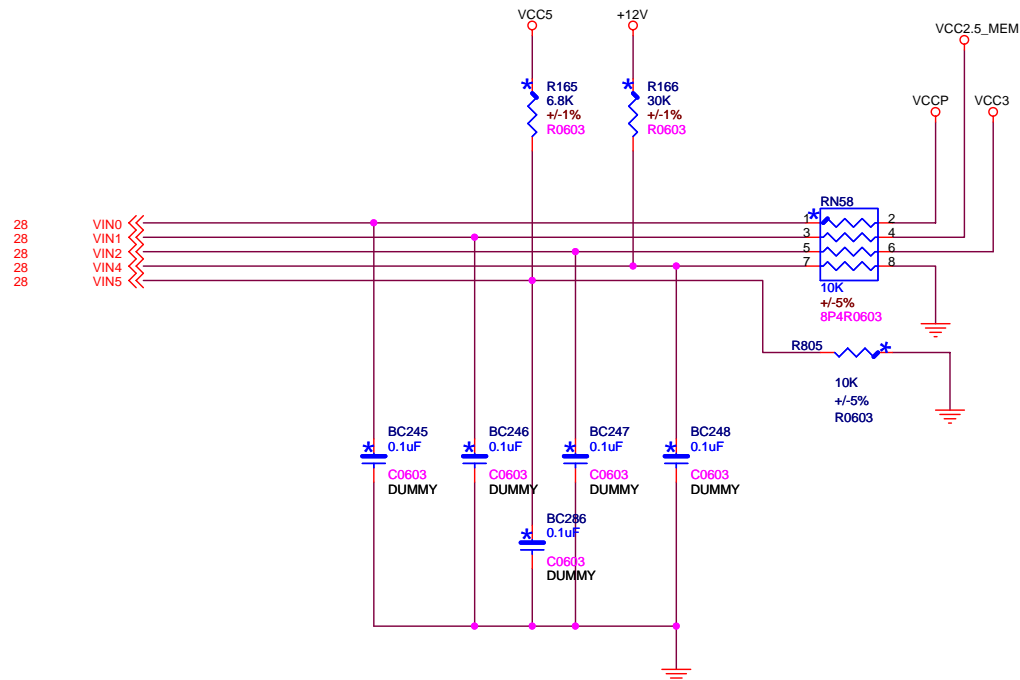 VCC5
+12V
VCC2.5_MEM
VCCP
VCC3
R165
6.8K
+/-1%
R0603
R166
30K
+/-1%
R0603
RN58
28 VIN0 1 2
28 VIN1 3 4
28 VIN2 5 6
28 VIN4 7 8
28 VIN5
10K
+/-5%
8P4R0603
R805
10K
+/-5%
R0603
BC245
0.1uF
C0603
DUMMY
BC246
0.1uF
C0603
DUMMY
BC247
0.1uF
C0603
DUMMY
BC248
0.1uF
C0603
DUMMY
BC286
0.1uF
C0603
DUMMY